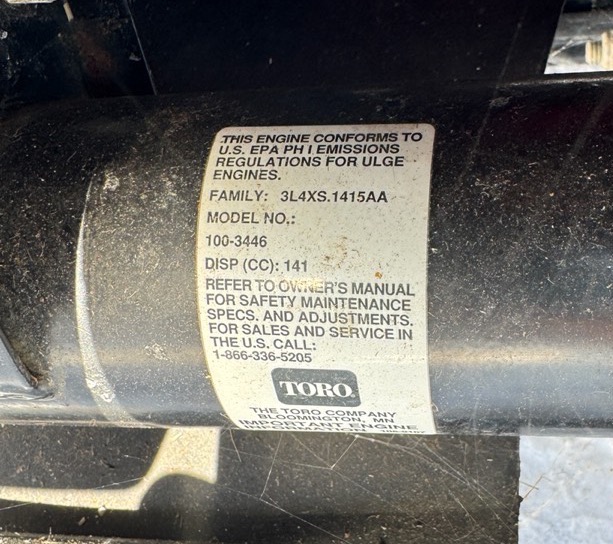 THIS ENGINE CONFORMS TO
U.S. EPA PH I EMISSIONS
REGULATIONS FOR ULGE
ENGINES.
FAMILY: 3L4XS.1415AA
MODEL NO.:
100-3446
DISP (CC): 141
REFER TO OWNER'S MANUAL
FOR SAFETY MAINTENANCE
SPECS. AND ADJUSTMENTS.
FOR SALES AND SERVICE IN
THE U.S. CALL:
1-866-336-5205
TORO
THE TORO COMPANY
BLOOMINGTON, MN
IMPORTANT ENGINE
INFORMATION